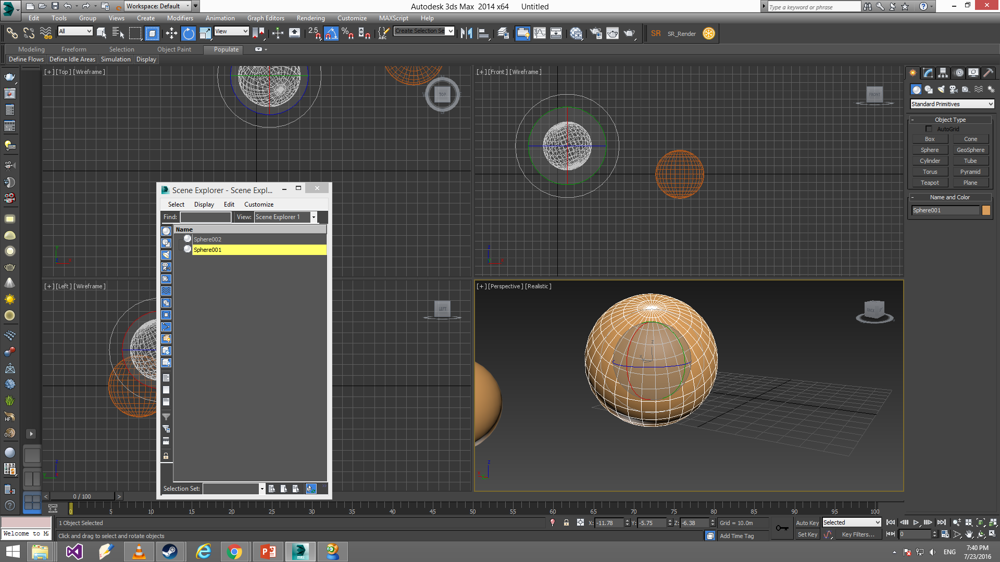 Workspace: Default
Autodesk 3ds Max 2014 x64 Untitled
Type a keyword or phrase
Edit Tools Group Views Create Modifiers Animation Graph Editors Rendering Customize MAXScript Help
All
View
2.5
Create Selection Se
SR SR_Render
Modeling Freeform Selection Object Paint Populate
Define Flows Define Idle Areas Simulation Display
[+] [Top] [Wireframe]
TOP
[+] [Front] [Wireframe]
FRONT
Standard Primitives
- Object Type
AutoGrid
Box Cone
Sphere GeoSphere
Cylinder Tube
Torus Pyramid
Teapot Plane
- Name and Color
Sphere001
Scene Explorer - Scene Expl...
Select Display Edit Customize
Find: View: Scene Explorer 1
Name
Sphere002
Sphere001
Selection Set:
[+] [Left] [Wireframe]
LEFT
[+] [Perspective] [Realistic]
BACK
HF
< 0 / 100 >
0 5 10 15 20 25 30 35 40 45 50 55 60 65 70 75 80 85 90 95 100
1 Object Selected
X: -11.78 Y: -5.75 Z: -6.38 Grid = 10.0m
Auto Key Selected
Welcome to M
Click and drag to select and rotate objects
Add Time Tag
Set Key Key Filters... 0
ENG
7:40 PM
7/23/2016